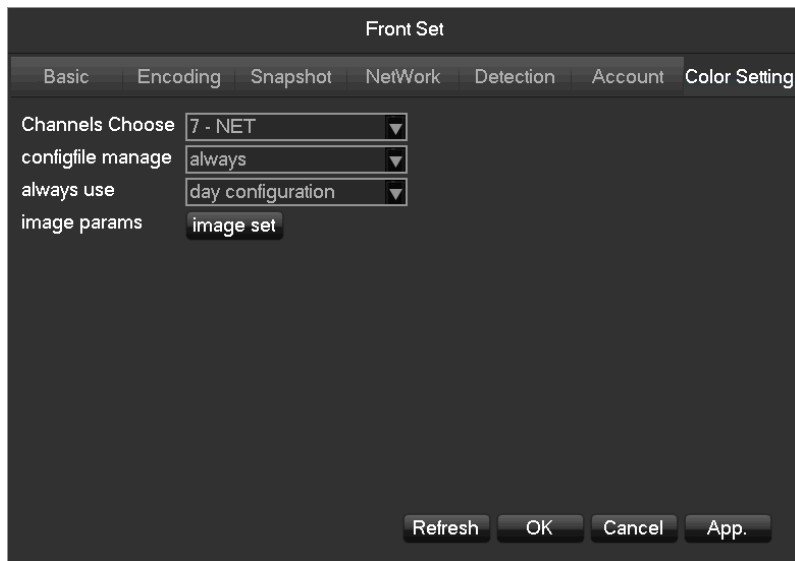 Front Set
Basic Encoding Snapshot NetWork Detection Account Color Setting
Channels Choose 7 - NET
configfile manage always
always use day configuration
image params image set
Refresh OK Cancel App.